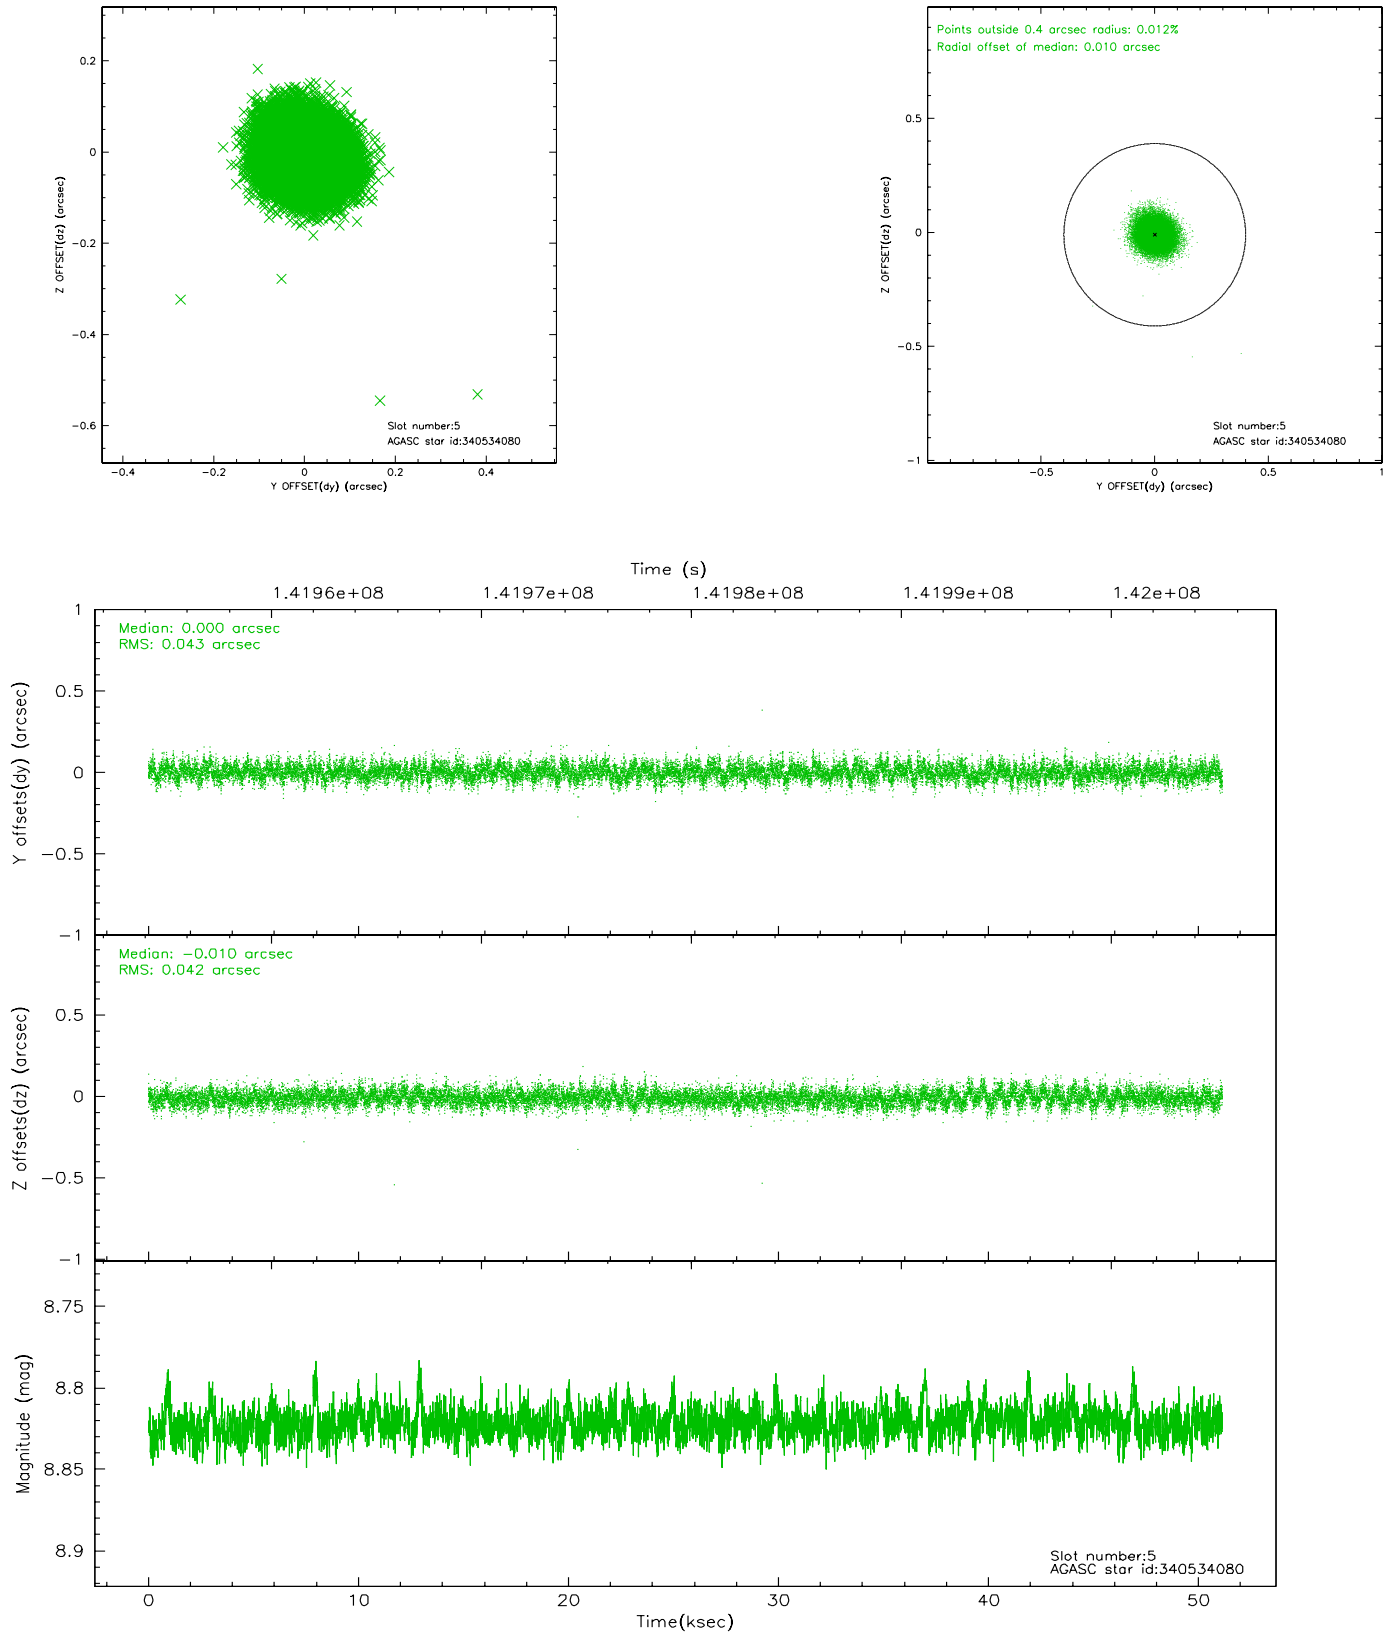 0.2
0
−0.2
−0.4
−0.6
Z OFFSET(dz) (arcsec)
−0.4
−0.2
0
0.2
0.4
Y OFFSET(dy) (arcsec)
Slot number:5
AGASC star id:340534080
Points outside 0.4 arcsec radius: 0.012%
Radial offset of median: 0.010 arcsec
0.5
0
−0.5
−1
Z OFFSET(dz) (arcsec)
−0.5
0
0.5
1
Y OFFSET(dy) (arcsec)
Slot number:5
AGASC star id:340534080
Time (s)
1.4196e+08
1.4197e+08
1.4198e+08
1.4199e+08
1.42e+08
Median: 0.000 arcsec
RMS: 0.043 arcsec
1
0.5
0
−0.5
−1
Y offsets(dy) (arcsec)
Median: −0.010 arcsec
RMS: 0.042 arcsec
0.5
0
−0.5
−1
Z offsets(dz) (arcsec)
8.75
8.8
8.85
8.9
Magnitude (mag)
Slot number:5
AGASC star id:340534080
0
10
20
30
40
50
Time(ksec)